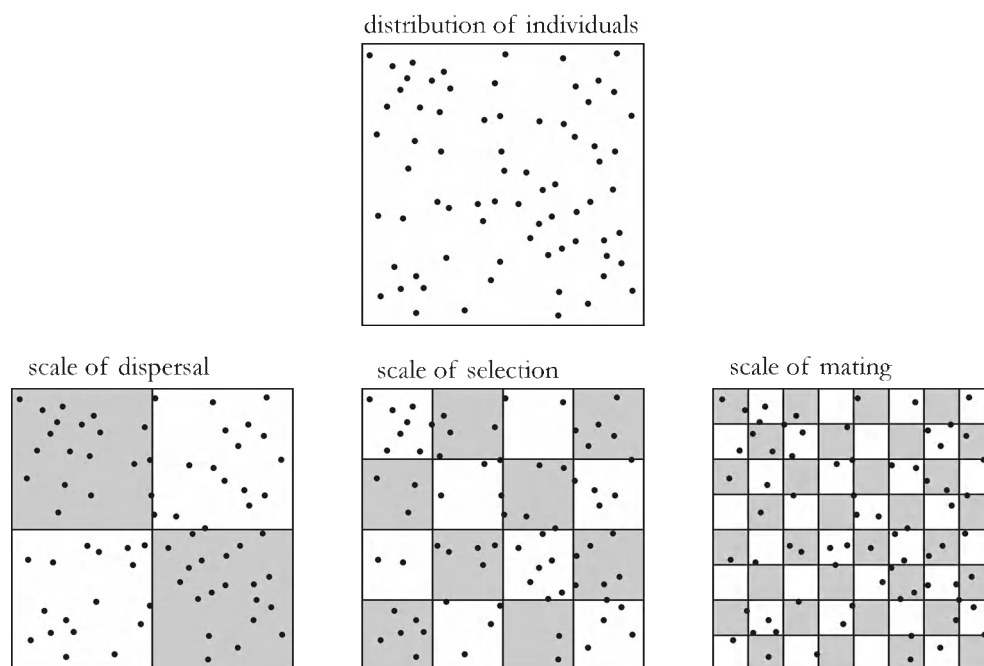 distribution of individuals
scale of dispersal
scale of selection
scale of mating